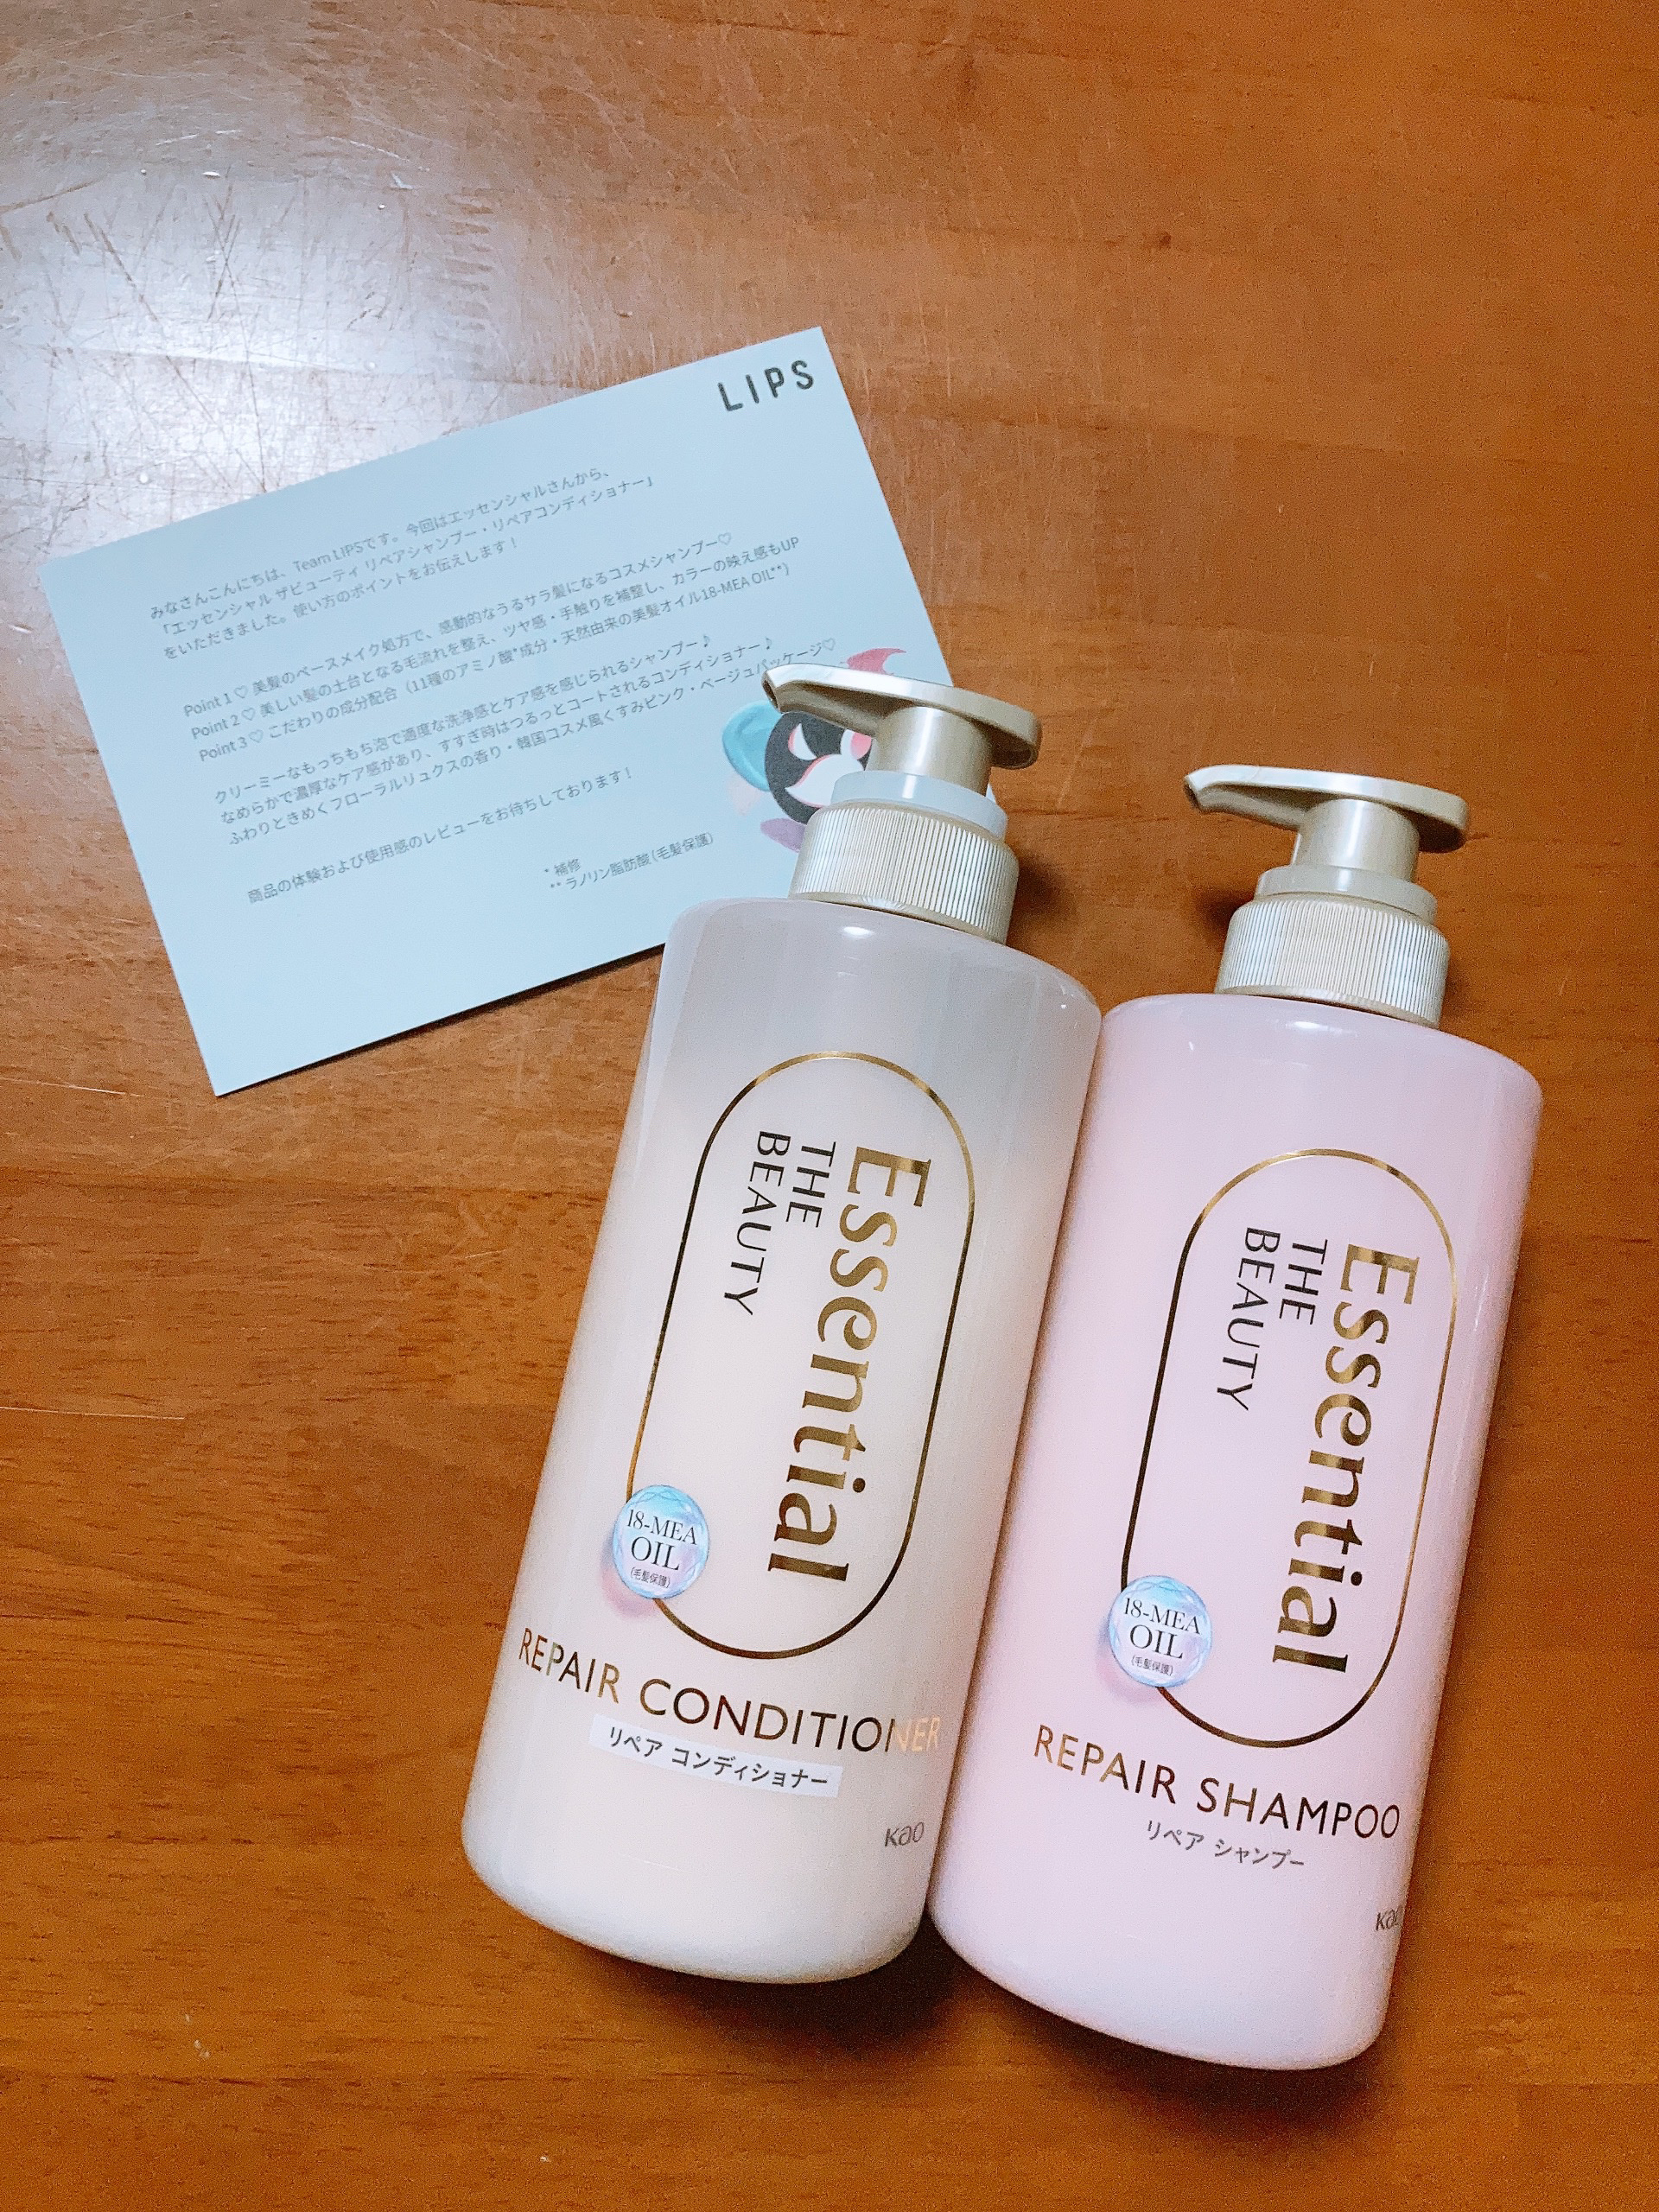 LIPS
みなさんこんにちは、Team LIPSです。今回はエッセンシャルさんから、
「エッセンシャル ザビューティ リペアシャンプー・リペアコンディショナー」
をいただきました。使い方のポイントをお伝えします！
Point 1♡ 美髪のベースメイク処方で、感動的なうるサラ髪になるコスメシャンプー♡
Point 2♡ 美しい髪の土台となる毛流れを整え、ツヤ感・手触りを補整し、カラーの映え感もUP
Point 3♡ こだわりの成分配合（11種のアミノ酸*成分・天然由来の美髪オイル18-MEA OIL**）
クリーミーなもっちもち泡で適度な洗浄感とケア感を感じられるシャンプー♪
なめらかで濃厚なケア感があり、すすぎ時はつるっとコートされるコンディショナー♪
ふわりときめくフローラルリュクスの香り・韓国コスメ風くすみピンク・ベージュパッケージ♡
商品の体験および使用感のレビューをお待ちしております！
* 補修
** ラノリン脂肪酸（毛髪保護）
Essential
THE
BEAUTY
18-MEA
OIL
(毛髪保護)
REPAIR CONDITIONER
リペア コンディショナー
Kao
Essential
THE
BEAUTY
18-MEA
OIL
(毛髪保護)
REPAIR SHAMPOO
リペア シャンプー
Kao